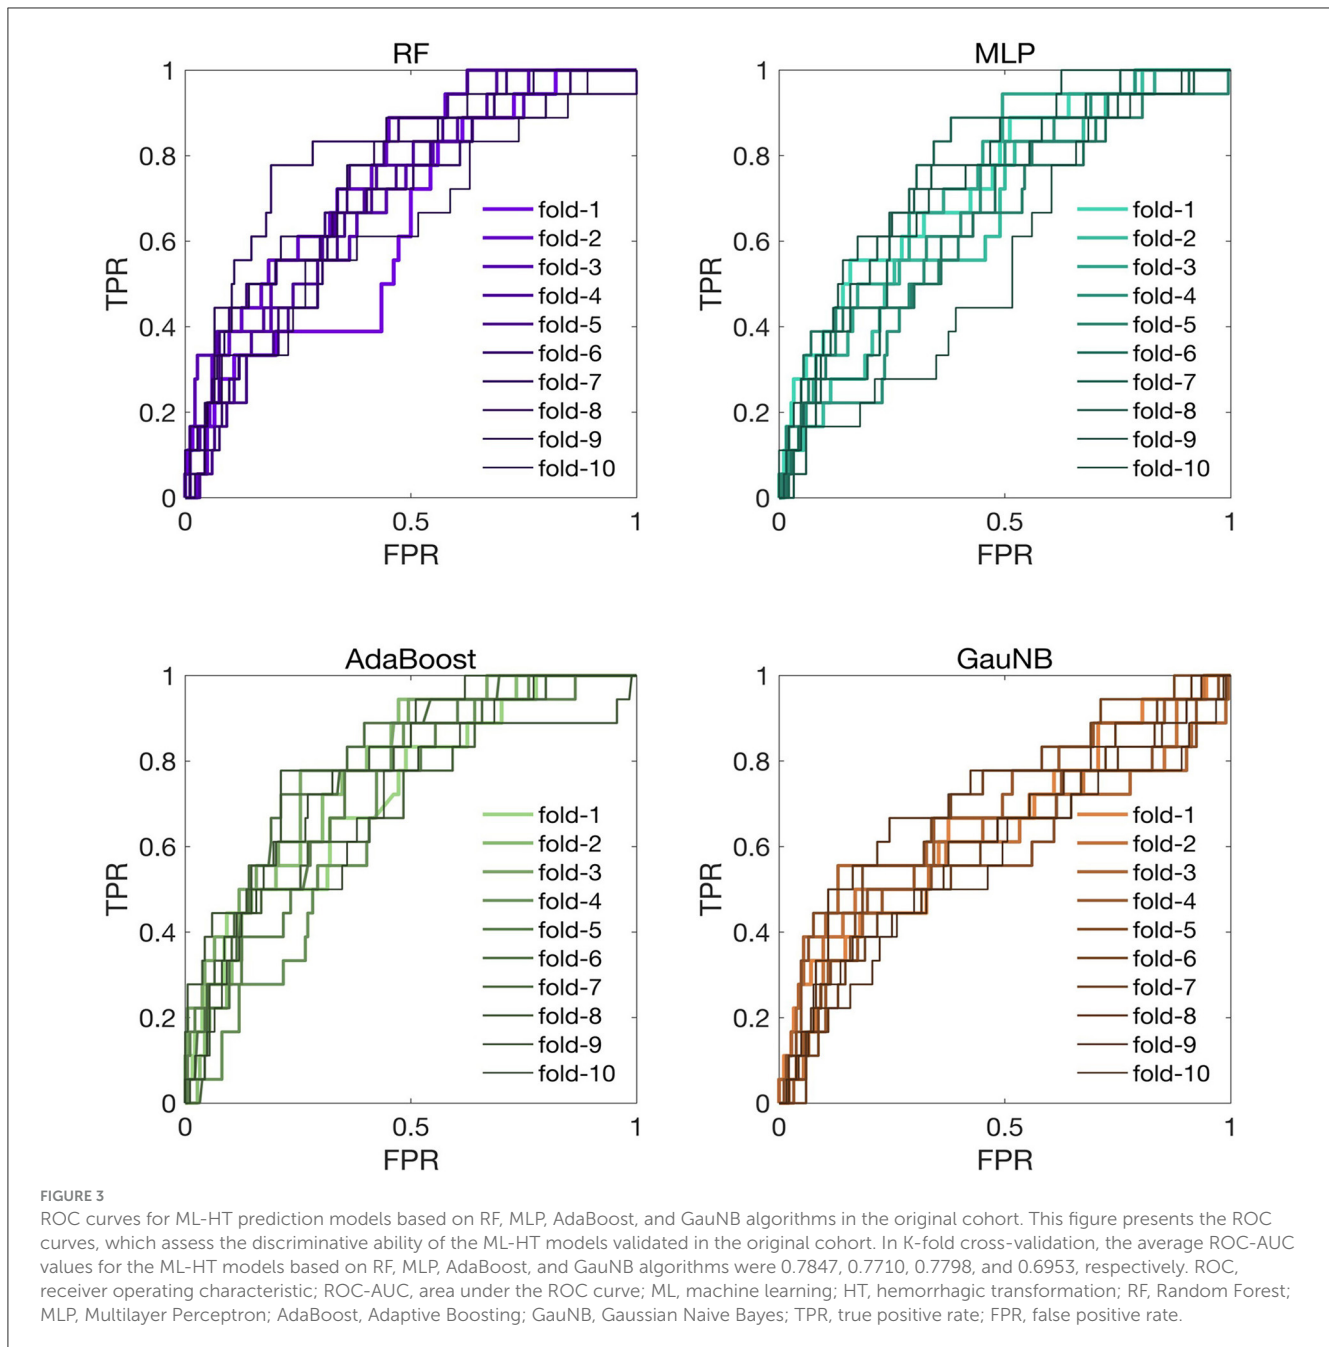 RF
1
0.8
0.6
0.4
0.2
0
TPR
fold-1
fold-2
fold-3
fold-4
fold-5
fold-6
fold-7
fold-8
fold-9
fold-10
0
0.5
1
FPR
MLP
1
0.8
0.6
0.4
0.2
0
TPR
fold-1
fold-2
fold-3
fold-4
fold-5
fold-6
fold-7
fold-8
fold-9
fold-10
0
0.5
1
FPR
AdaBoost
1
0.8
0.6
0.4
0.2
0
TPR
fold-1
fold-2
fold-3
fold-4
fold-5
fold-6
fold-7
fold-8
fold-9
fold-10
0
0.5
1
FPR
GauNB
1
0.8
0.6
0.4
0.2
0
TPR
fold-1
fold-2
fold-3
fold-4
fold-5
fold-6
fold-7
fold-8
fold-9
fold-10
0
0.5
1
FPR
FIGURE 3
ROC curves for ML-HT prediction models based on RF, MLP, AdaBoost, and GauNB algorithms in the original cohort. This figure presents the ROC
curves, which assess the discriminative ability of the ML-HT models validated in the original cohort. In K-fold cross-validation, the average ROC-AUC
values for the ML-HT models based on RF, MLP, AdaBoost, and GauNB algorithms were 0.7847, 0.7710, 0.7798, and 0.6953, respectively. ROC,
receiver operating characteristic; ROC-AUC, area under the ROC curve; ML, machine learning; HT, hemorrhagic transformation; RF, Random Forest;
MLP, Multilayer Perceptron; AdaBoost, Adaptive Boosting; GauNB, Gaussian Naive Bayes; TPR, true positive rate; FPR, false positive rate.